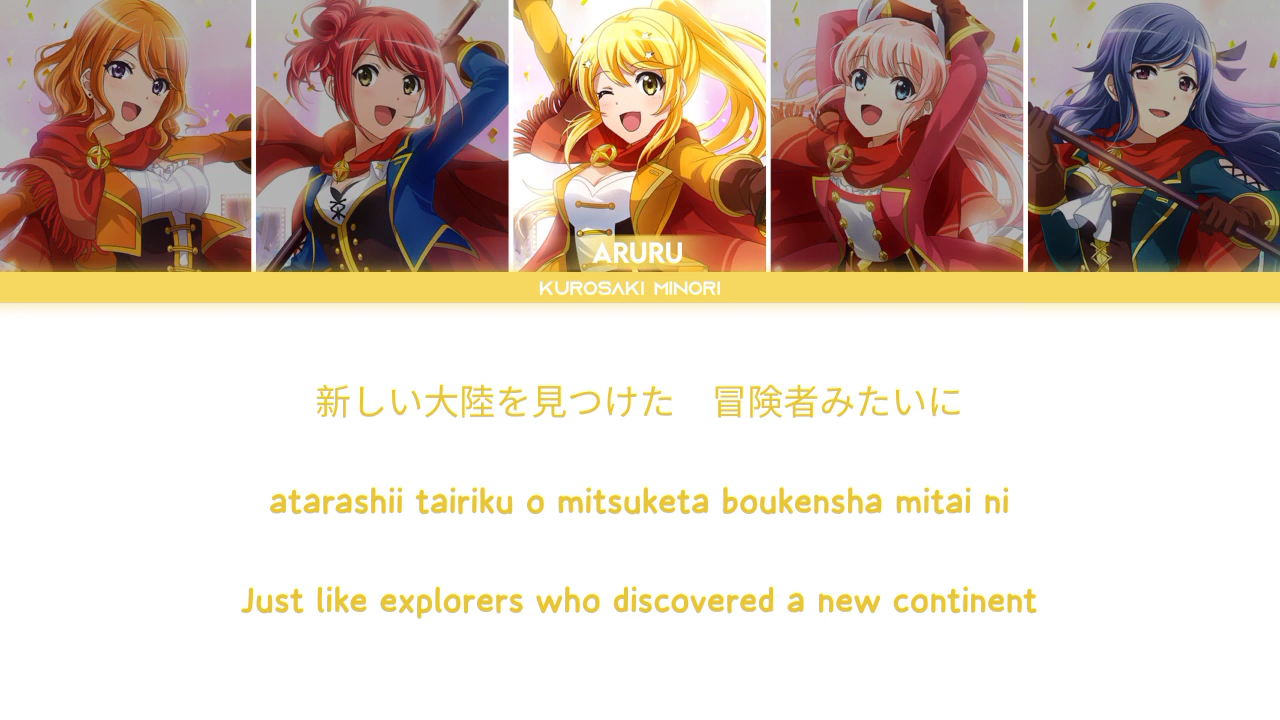 ARURU
KUROSAKI MINORI
新しい大陸を見つけた　冒険者みたいに
atarashii tairiku o mitsuketa boukensha mitai ni
Just like explorers who discovered a new continent